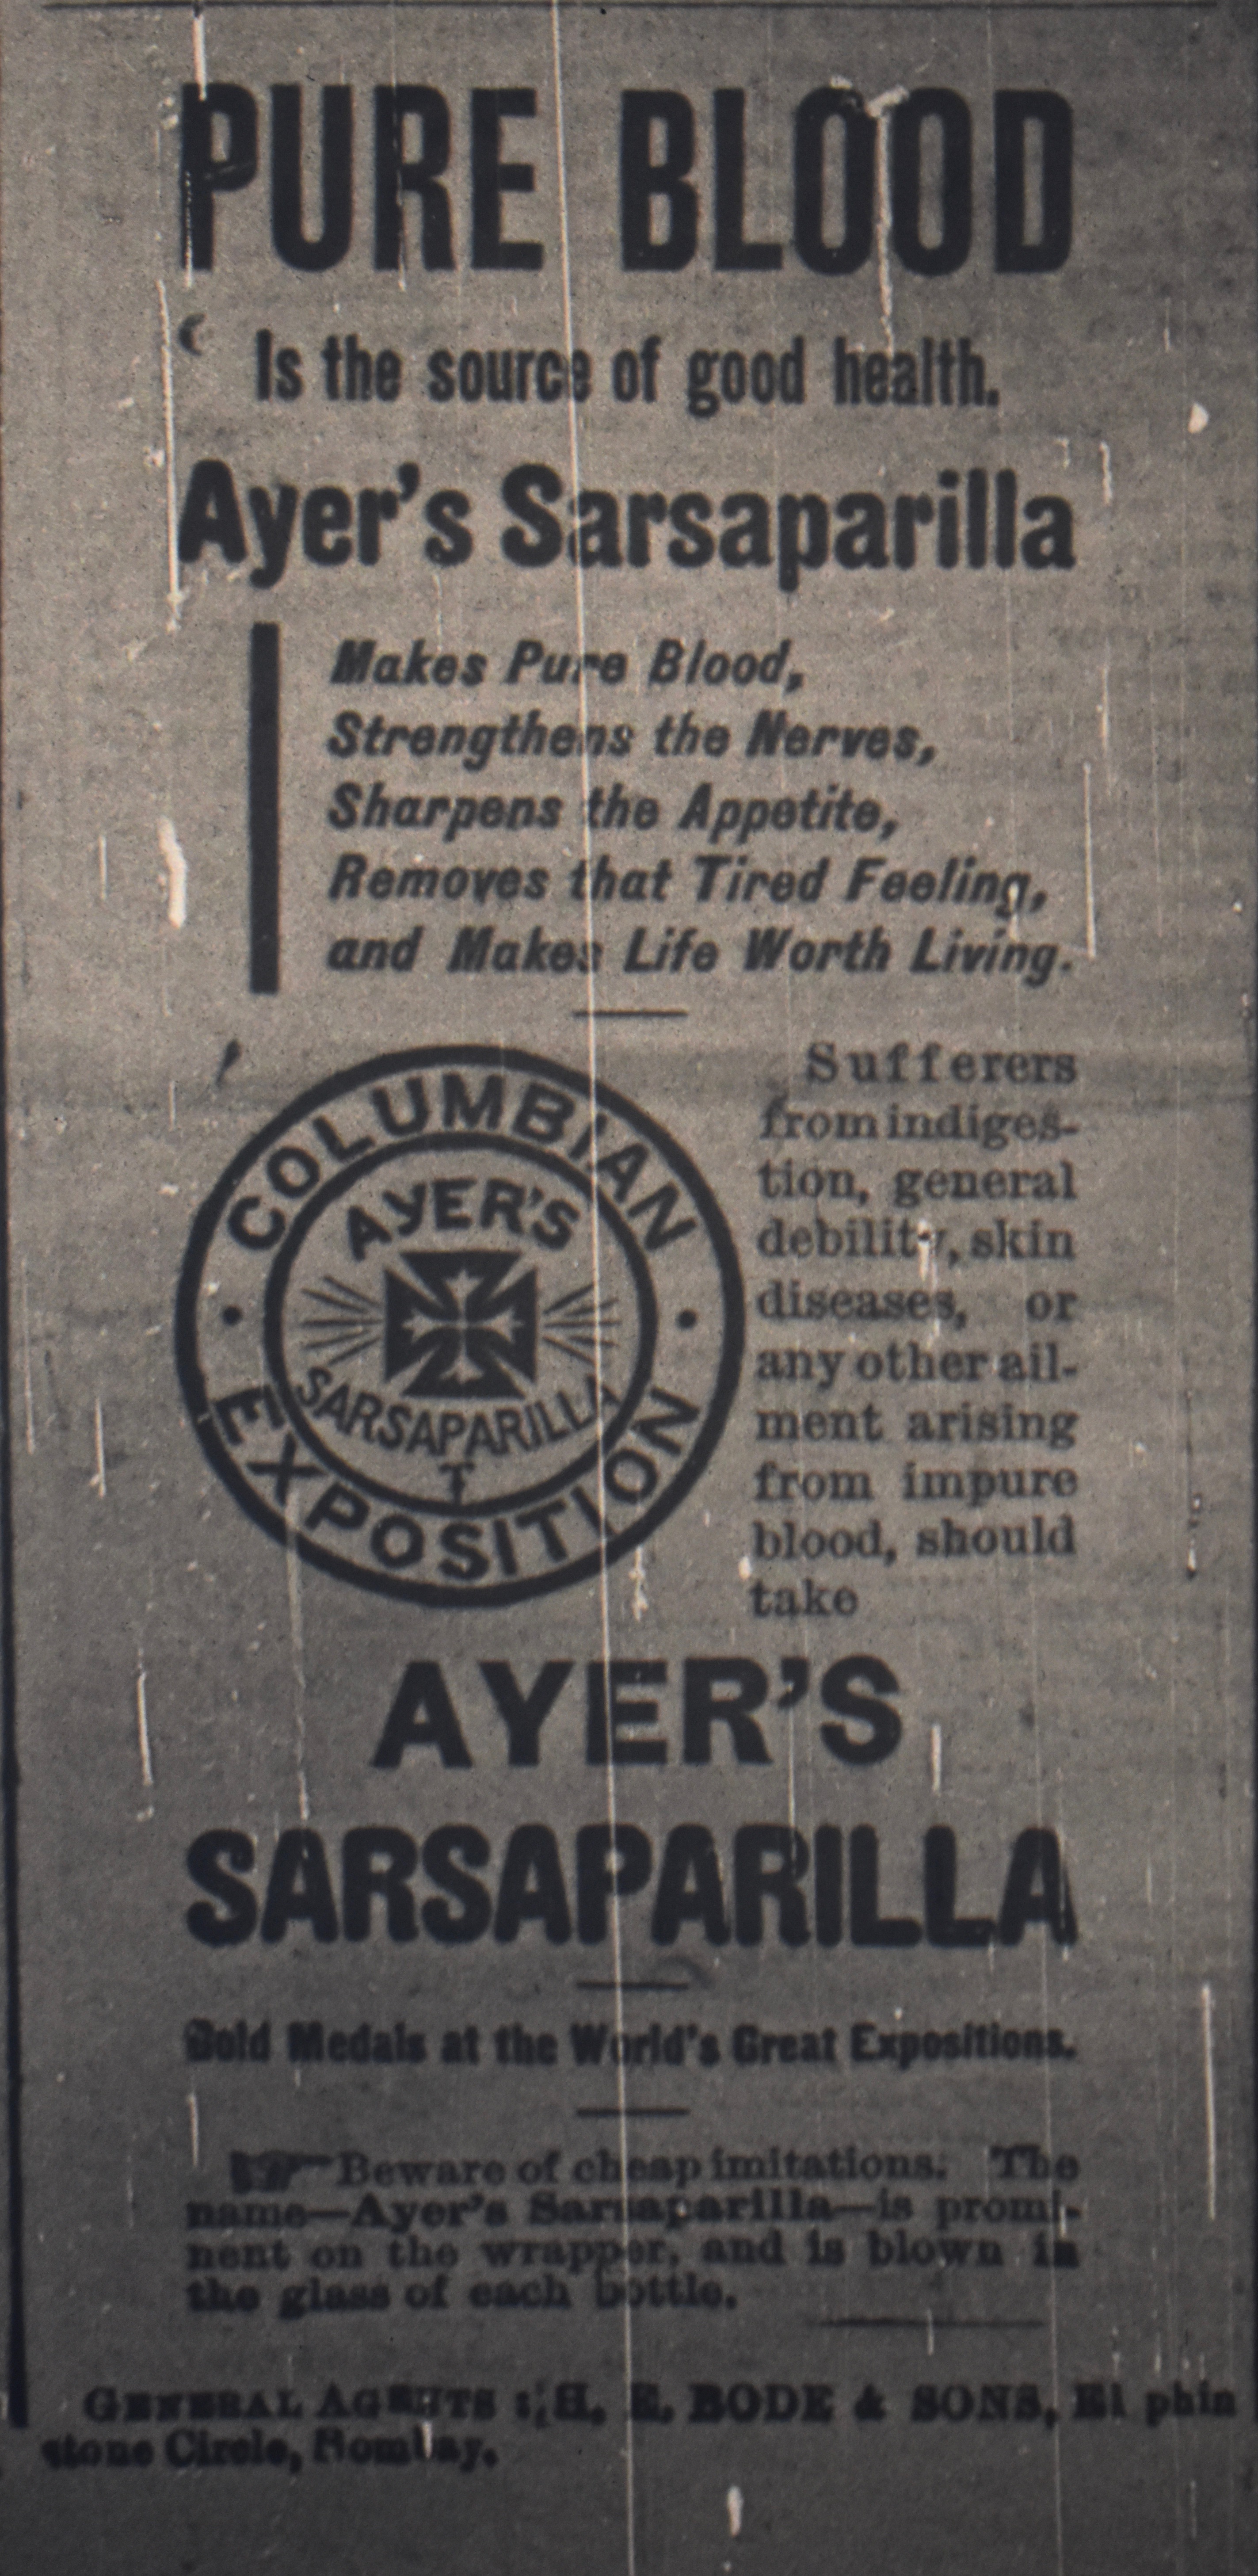 PURE BLOOD
Is the source of good health.
Ayer's Sarsaparilla
Makes Pure Blood,
Strengthens the Nerves,
Sharpens the Appetite,
Removes that Tired Feeling,
and Makes Life Worth Living.
COLUMBIAN
AYER'S
SARSAPARILLA
EXPOSITION
Sufferers
from indiges-
tion, general
debility, skin
diseases, or
any other ail-
ment arising
from impure
blood, should
take
AYER'S
SARSAPARILLA
Gold Medals at the World's Great Expositions.
Beware of cheap imitations. The
name—Ayer's Sarsaparilla—is promi-
nent on the wrapper, and is blown in
the glass of each bottle.
GENERAL AGENTS : H. E. BODE & SONS, El phin
stone Circle, Bombay.